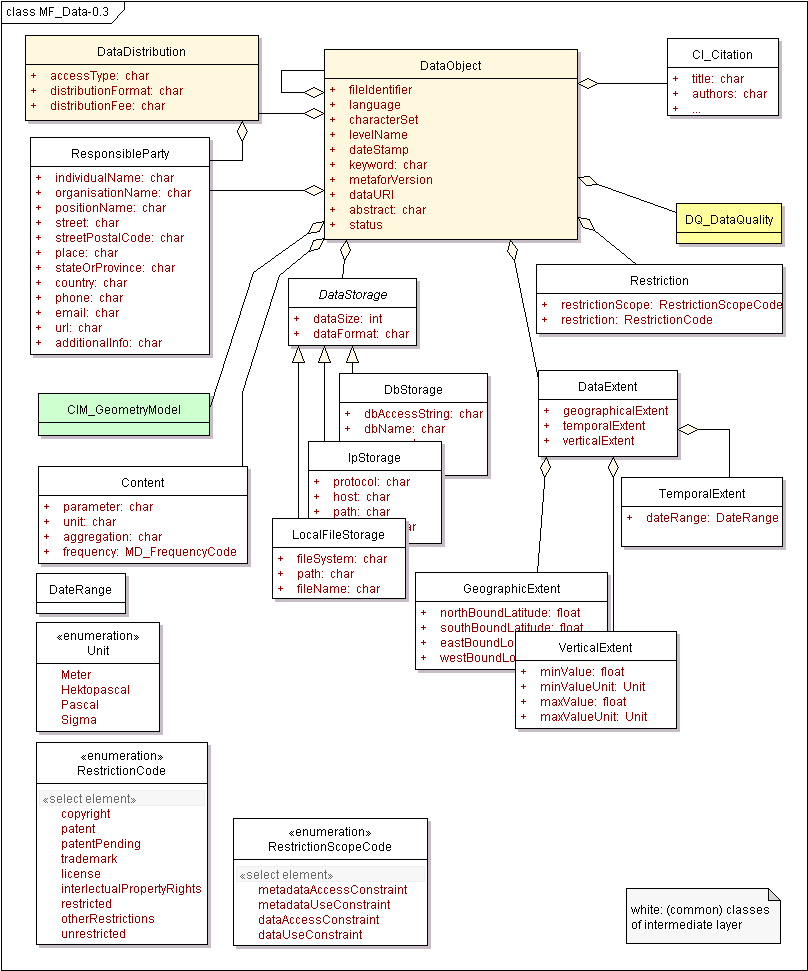 class MF_Data-0.3
DataDistribution
+ accessType: char
+ distributionFormat: char
+ distributionFee: char
DataObject
+ fileIdentifier
+ language
+ characterSet
+ levelName
+ dateStamp
+ keyword: char
+ metaforVersion
+ dataURI
+ abstract: char
+ status
CI_Citation
+ title: char
+ authors: char
+ ...
ResponsibleParty
+ individualName: char
+ organisationName: char
+ positionName: char
+ street: char
+ streetPostalCode: char
+ place: char
+ stateOrProvince: char
+ country: char
+ phone: char
+ email: char
+ url: char
+ additionalInfo: char
DQ_DataQuality
Restriction
+ restrictionScope: RestrictionScopeCode
+ restriction: RestrictionCode
DataStorage
+ dataSize: int
+ dataFormat: char
CIM_GeometryModel
DbStorage
+ dbAccessString: char
+ dbName: char
DataExtent
+ geographicalExtent
+ temporalExtent
+ verticalExtent
IpStorage
+ protocol: char
+ host: char
+ path: char
Content
+ parameter: char
+ unit: char
+ aggregation: char
+ frequency: MD_FrequencyCode
TemporalExtent
+ dateRange: DateRange
LocalFileStorage
+ fileSystem: char
+ path: char
+ fileName: char
DateRange
GeographicExtent
+ northBoundLatitude: float
+ southBoundLatitude: float
+ eastBoundLo
+ westBoundLo
VerticalExtent
+ minValue: float
+ minValueUnit: Unit
+ maxValue: float
+ maxValueUnit: Unit
«enumeration»
Unit
Meter
Hektopascal
Pascal
Sigma
«enumeration»
RestrictionCode
«select element»
copyright
patent
patentPending
trademark
license
interlectualPropertyRights
restricted
otherRestrictions
unrestricted
«enumeration»
RestrictionScopeCode
«select element»
metadataAccessConstraint
metadataUseConstraint
dataAccessConstraint
dataUseConstraint
white: (common) classes
of intermediate layer